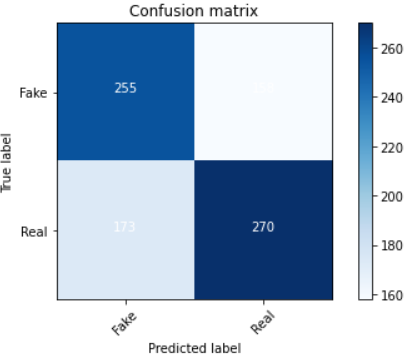 Confusion matrix
Fake
255
158
Real
173
270
Fake
Real
True label
Predicted label
260
240
220
200
180
160